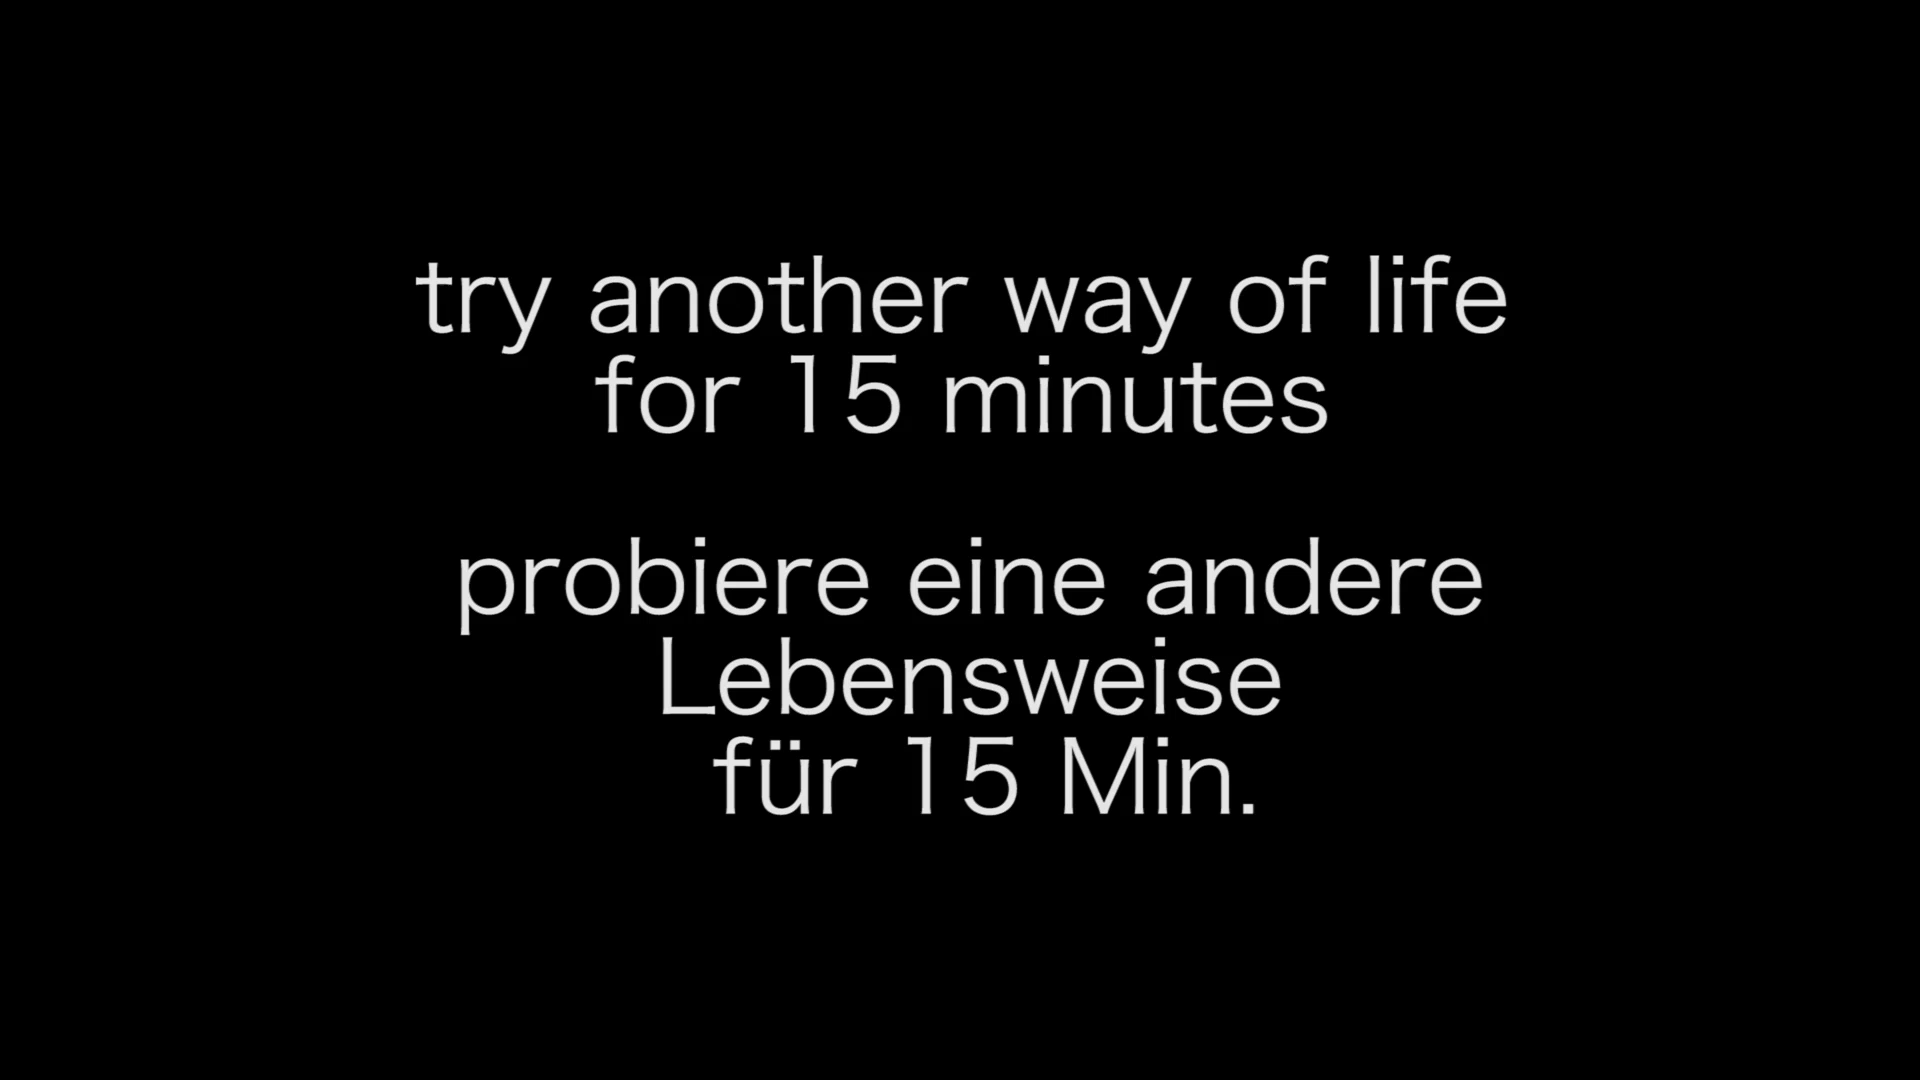 try another way of life
for 15 minutes
probiere eine andere
Lebensweise
für 15 Min.